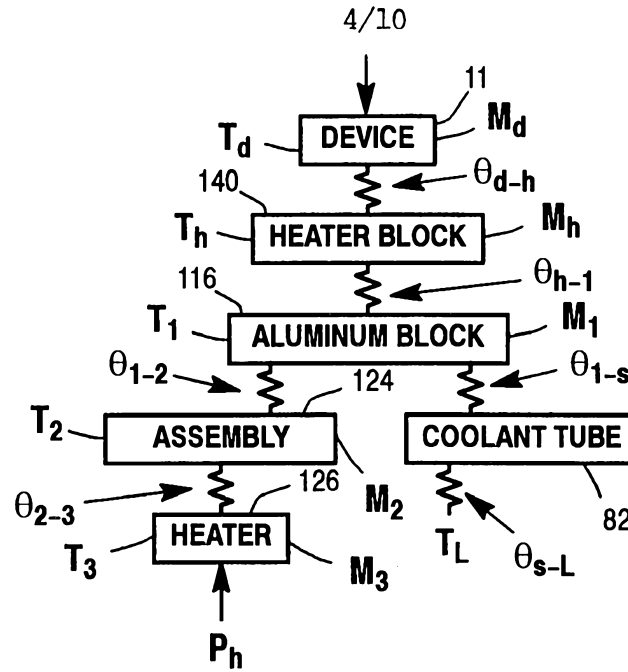 4/10
11
T_d DEVICE M_d
θ_d–h
140
T_h HEATER BLOCK M_h
θ_h–1
116
T_1 ALUMINUM BLOCK M_1
θ_1–2 124 θ_1–s
T_2 ASSEMBLY COOLANT TUBE
M_2 82
θ_2–3 126
T_3 HEATER M_3 T_L θ_s–L
P_h